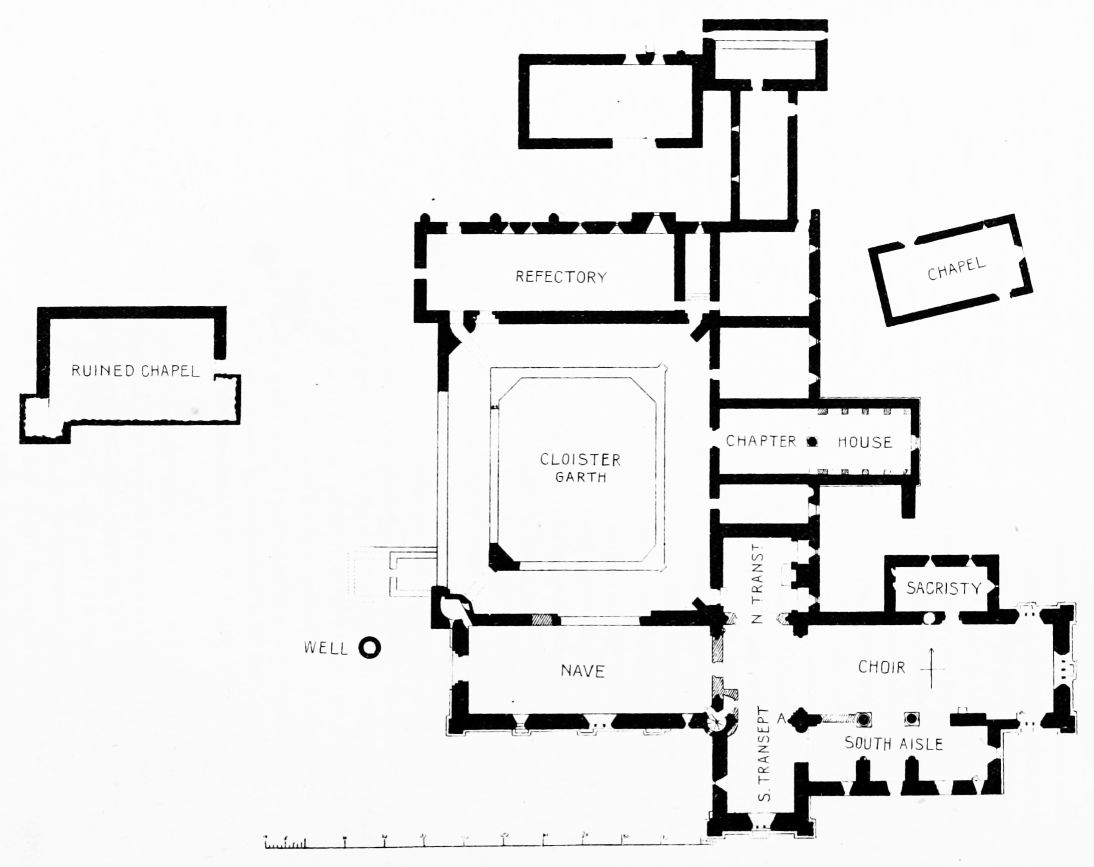 REFECTORY
CHAPEL
RUINED CHAPEL
CHAPTER HOUSE
CLOISTER
GARTH
N TRANST
SACRISTY
WELL
NAVE
CHOIR
A
SOUTH AISLE
S. TRANSEPT